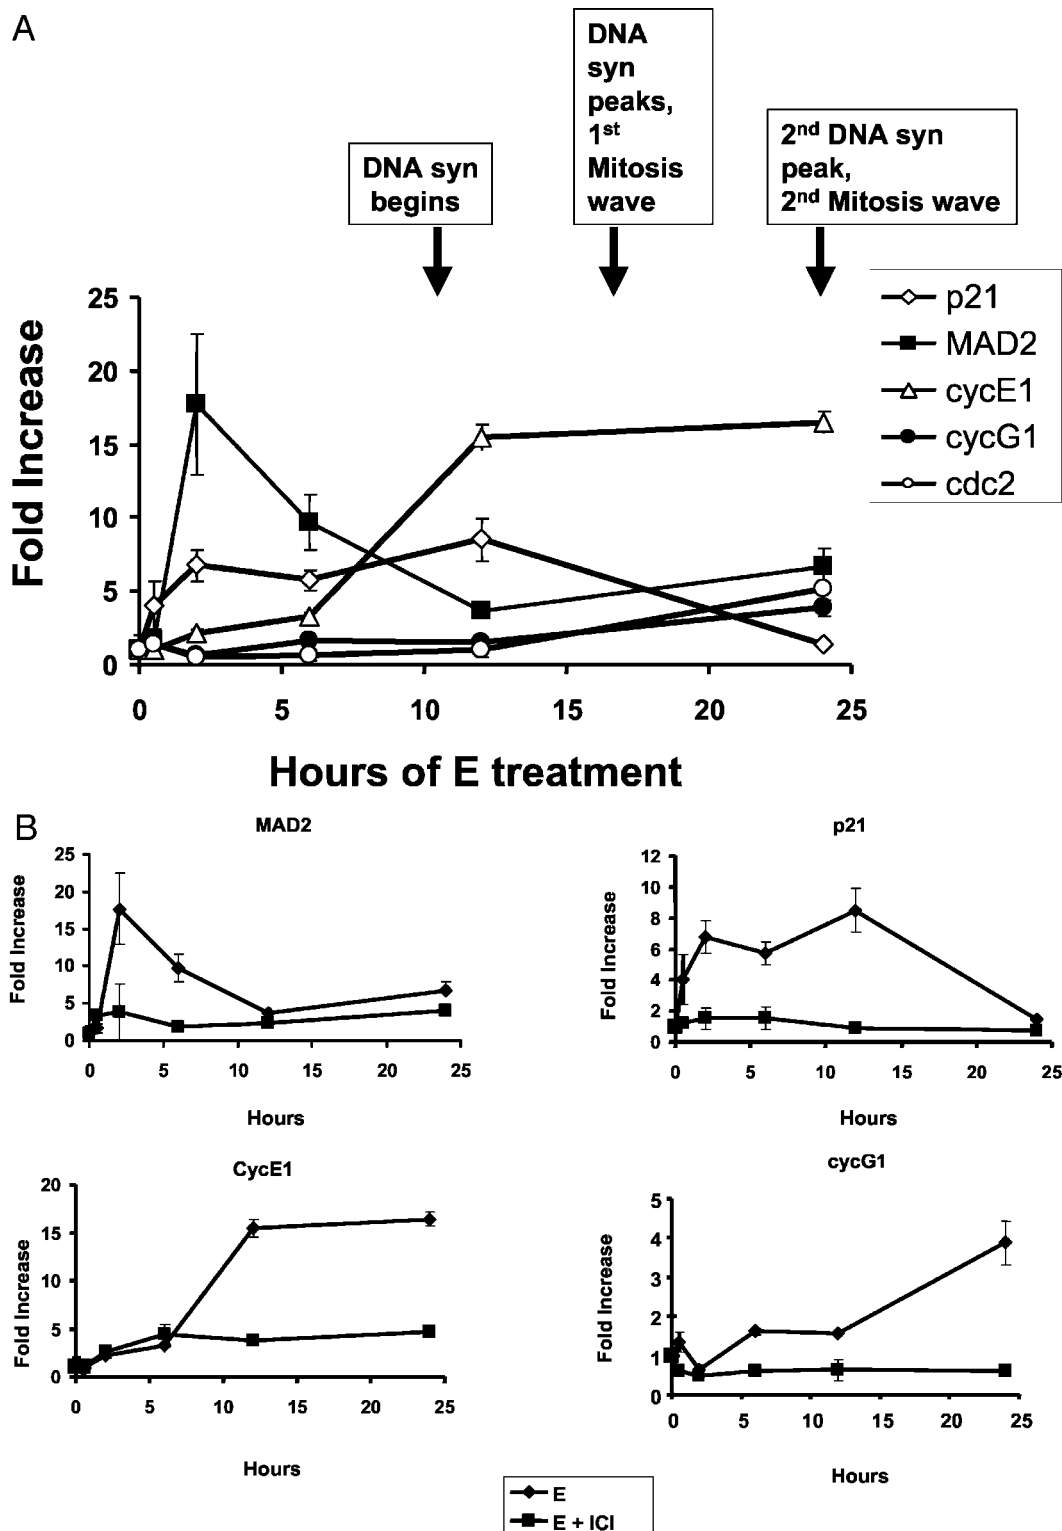 A
DNA syn
begins
DNA
syn
peaks,
1st
Mitosis
wave
2nd DNA syn
peak,
2nd Mitosis wave
25
20
15
10
5
0
Fold Increase
0 5 10 15 20 25
Hours of E treatment
p21
MAD2
cycE1
cycG1
cdc2
B
MAD2
25
20
15
10
5
0
Fold Increase
0 5 10 15 20 25
Hours
p21
12
10
8
6
4
2
0
Fold Increase
0 5 10 15 20 25
Hours
CycE1
20
15
10
5
0
Fold Increase
0 5 10 15 20 25
Hours
cycG1
5
4
3
2
1
0
Fold Increase
0 5 10 15 20 25
Hours
E
E + ICI